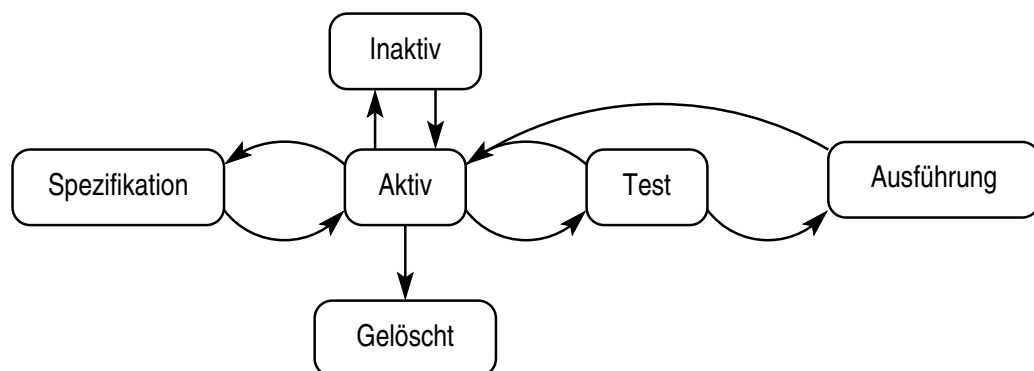 Inaktiv
Spezifikation
Aktiv
Test
Ausführung
Gelöscht